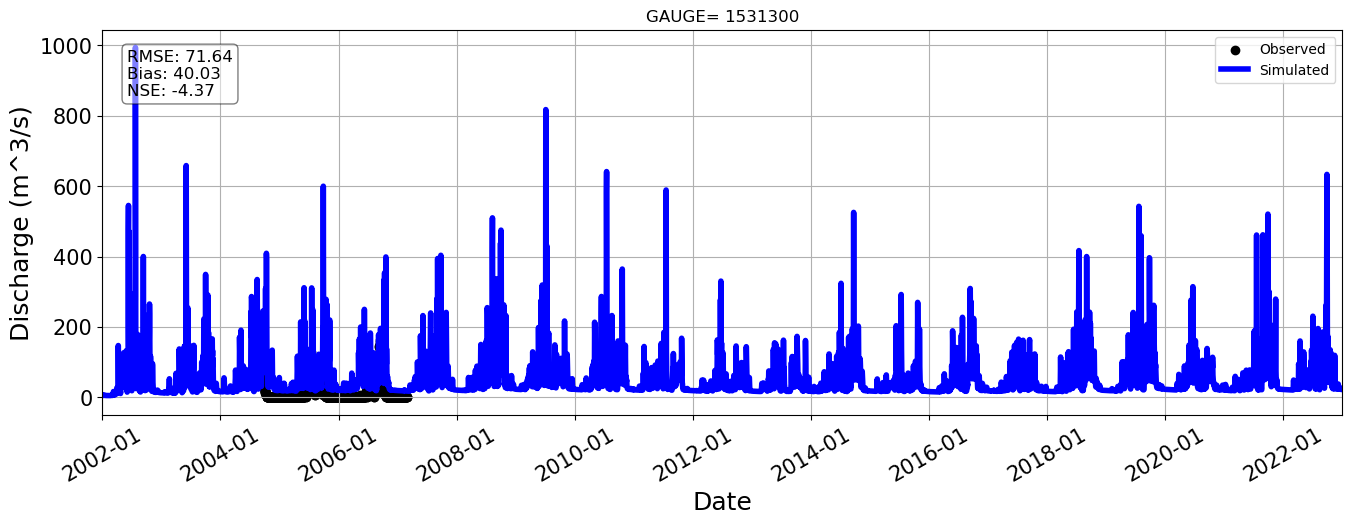 GAUGE= 1531300
RMSE: 71.64
Bias: 40.03
NSE: -4.37
Observed
Simulated
Discharge (m^3/s)
1000
800
600
400
200
0
2002-01
2004-01
2006-01
2008-01
2010-01
2012-01
2014-01
2016-01
2018-01
2020-01
2022-01
Date